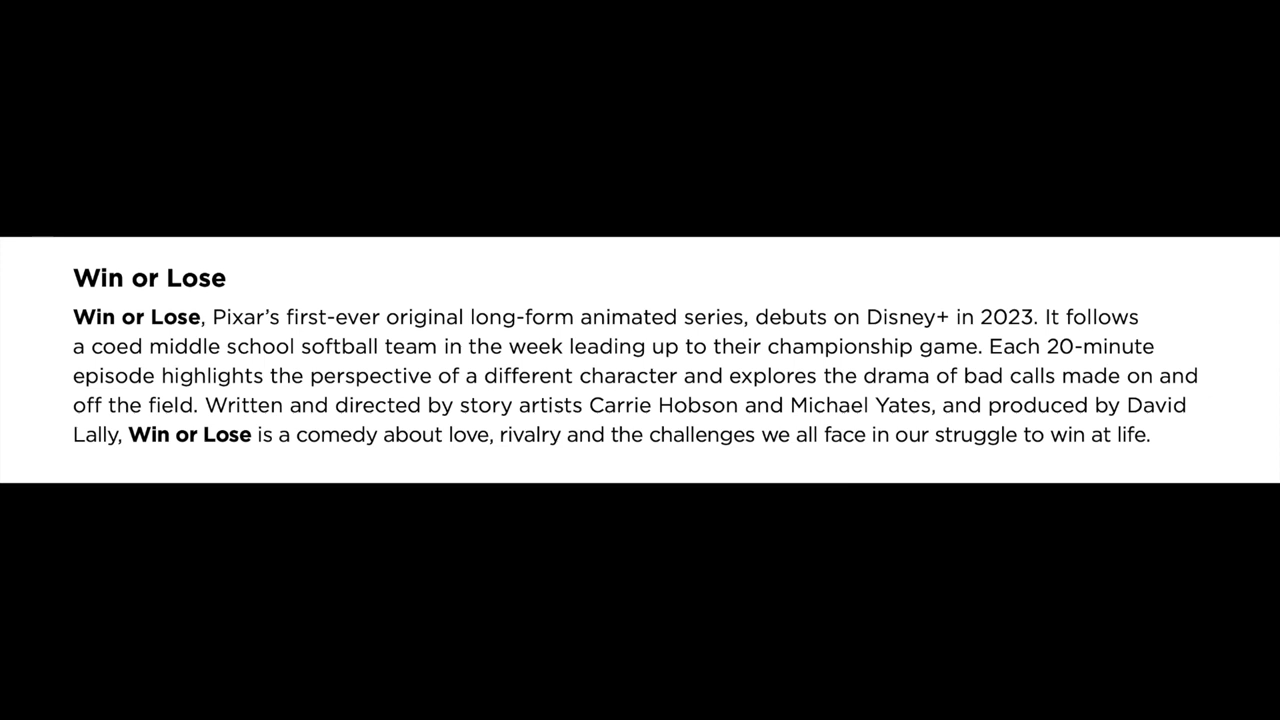 Win or Lose
Win or Lose, Pixar’s first-ever original long-form animated series, debuts on Disney+ in 2023. It follows
a coed middle school softball team in the week leading up to their championship game. Each 20-minute
episode highlights the perspective of a different character and explores the drama of bad calls made on and
off the field. Written and directed by story artists Carrie Hobson and Michael Yates, and produced by David
Lally, Win or Lose is a comedy about love, rivalry and the challenges we all face in our struggle to win at life.